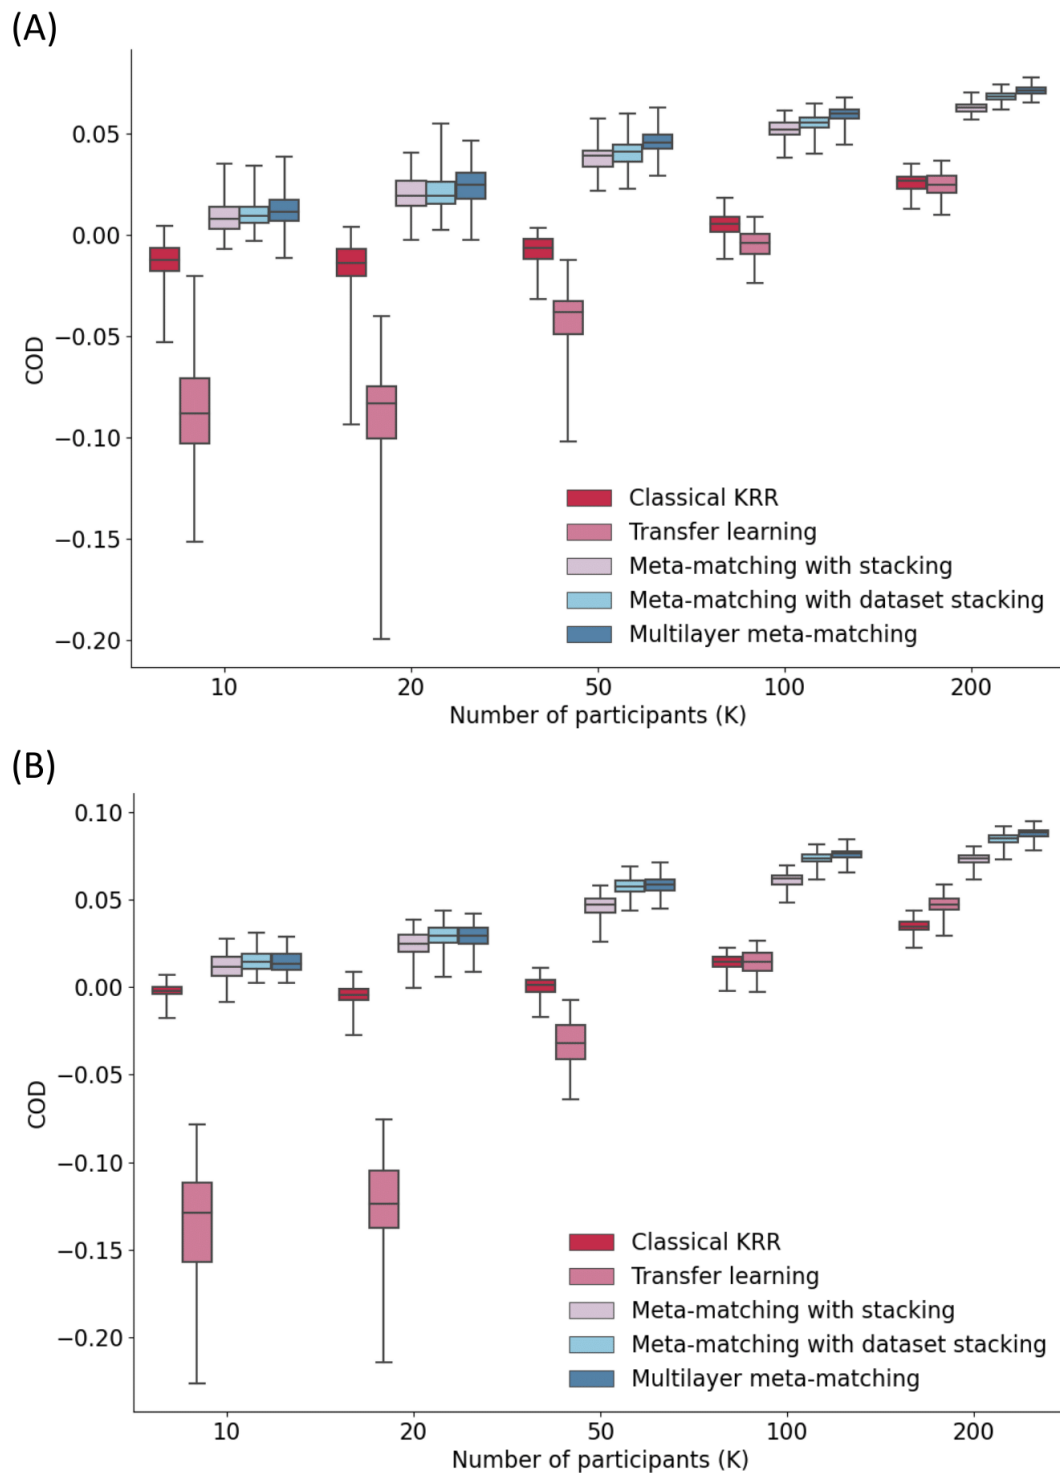 (A)
0.05
0.00
−0.05
−0.10
−0.15
−0.20
COD
Classical KRR
Transfer learning
Meta-matching with stacking
Meta-matching with dataset stacking
Multilayer meta-matching
10 20 50 100 200
Number of participants (K)
(B)
0.10
0.05
0.00
−0.05
−0.10
−0.15
−0.20
COD
Classical KRR
Transfer learning
Meta-matching with stacking
Meta-matching with dataset stacking
Multilayer meta-matching
10 20 50 100 200
Number of participants (K)